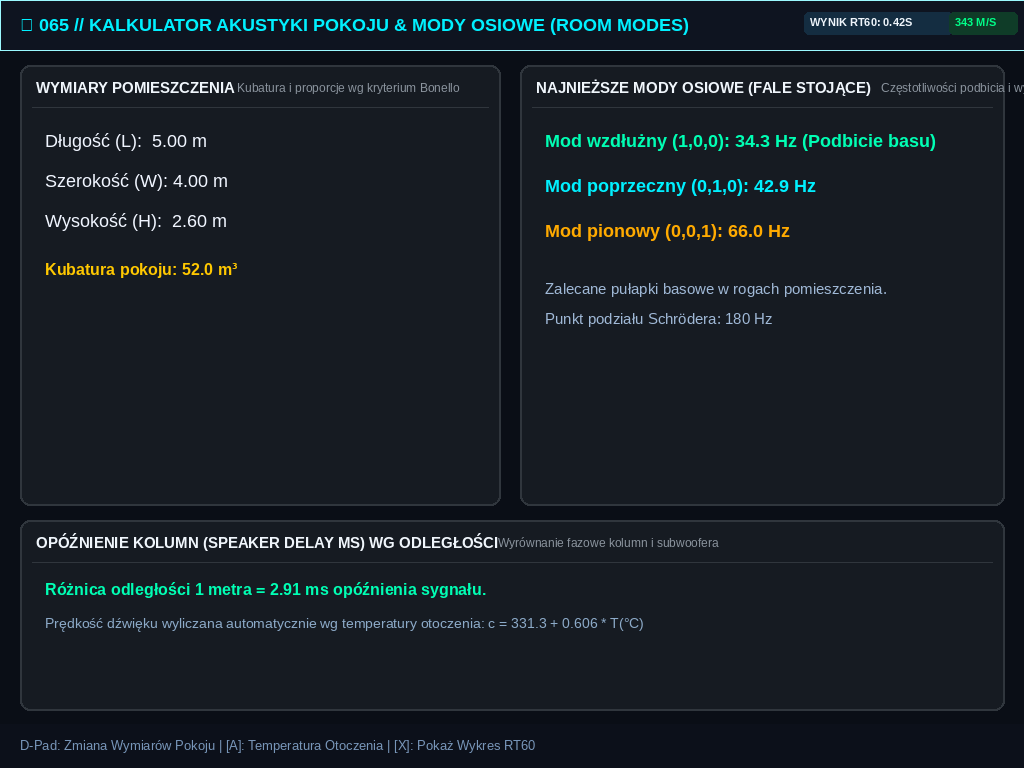 065 // KALKULATOR AKUSTYKI POKOJU & MODY OSIOWE (ROOM MODES)
WYNIK RT60: 0.42S
343 M/S
WYMIARY POMIESZCZENIA Kubatura i proporcje wg kryterium Bonello
Długość (L): 5.00 m
Szerokość (W): 4.00 m
Wysokość (H): 2.60 m
Kubatura pokoju: 52.0 m³
NAJNIEŻSZE MODY OSIOWE (FALE STOJĄCE) Częstotliwości podbicia i
Mod wzdłużny (1,0,0): 34.3 Hz (Podbicie basu)
Mod poprzeczny (0,1,0): 42.9 Hz
Mod pionowy (0,0,1): 66.0 Hz
Zalecane pułapki basowe w rogach pomieszczenia.
Punkt podziału Schrödera: 180 Hz
OPÓŹNIENIE KOLUMN (SPEAKER DELAY MS) WG ODLEGŁOŚCI Wyrównanie fazowe kolumn i subwoofera
Różnica odległości 1 metra = 2.91 ms opóźnienia sygnału.
Prędkość dźwięku wyliczana automatycznie wg temperatury otoczenia: c = 331.3 + 0.606 * T(°C)
D-Pad: Zmiana Wymiarów Pokoju | [A]: Temperatura Otoczenia | [X]: Pokaż Wykres RT60